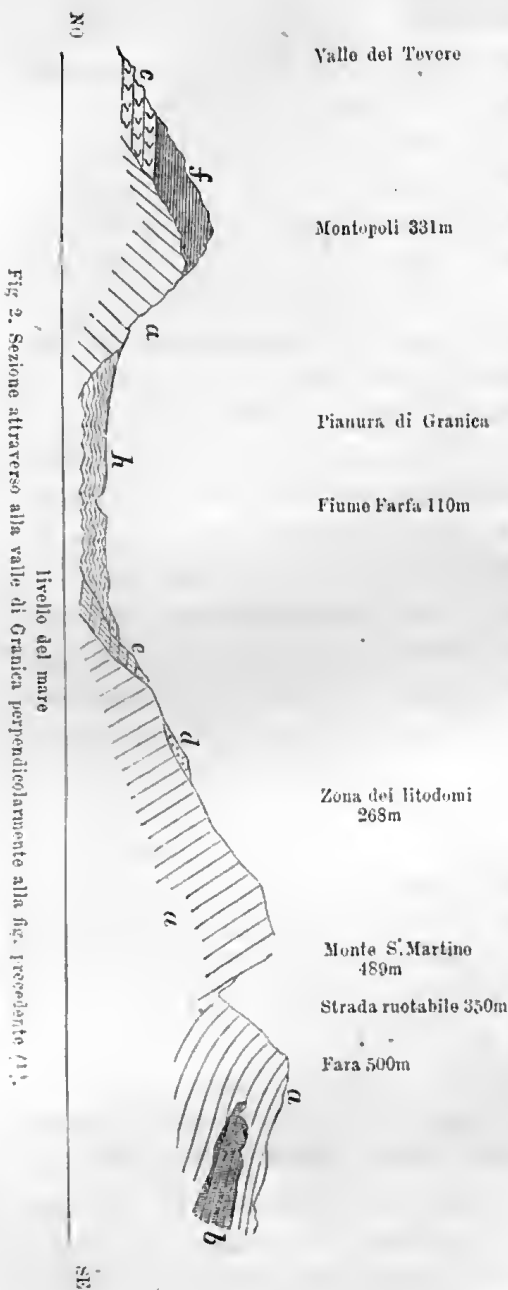 NO
Valle del Tevere
c
f
Montopoli 331m
a
Pianura di Granica
h
Fiume Farfa 110m
e
d
Zona dei litodomi
268m
a
Monte S. Martino
489m
Strada ruotabile 350m
Fara 500m
a
b
SE
livello del mare
Fig 2. Sezione attraverso alla valle di Granica perpendicolarmente alla fig. precedente (1).